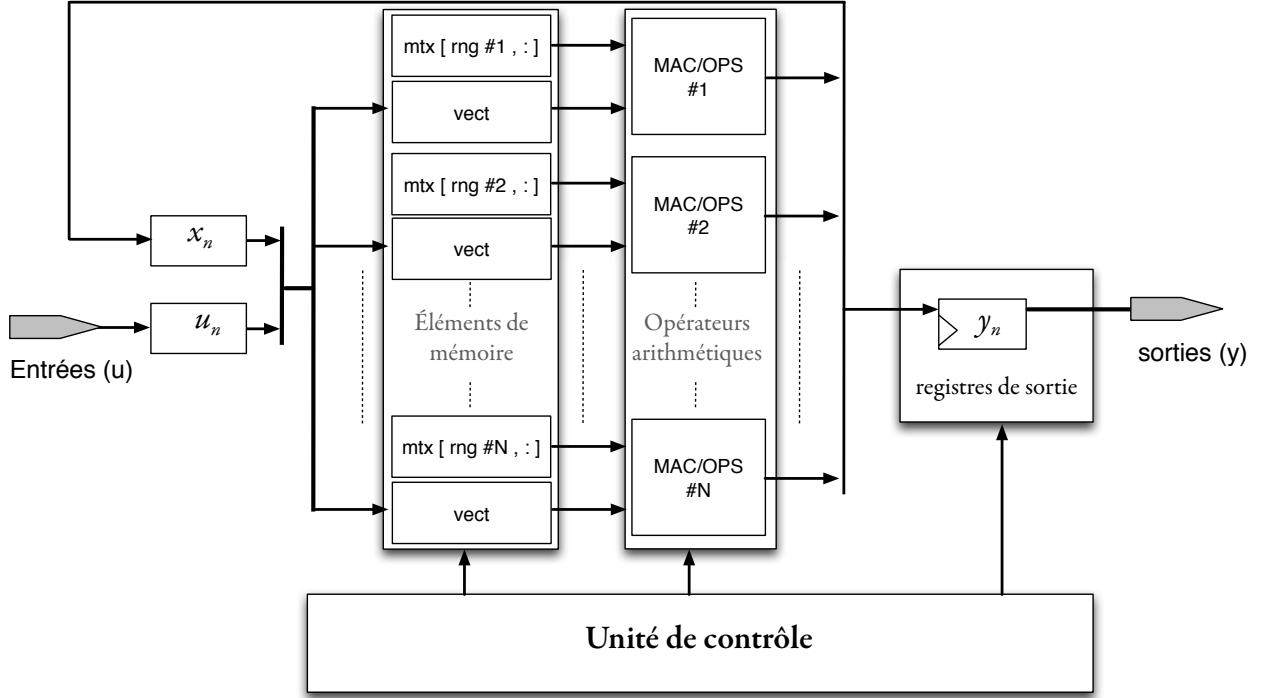 mtx [ rng #1 , : ]
vect
MAC/OPS
#1
mtx [ rng #2 , : ]
vect
MAC/OPS
#2
xₙ
uₙ
Entrées (u)
Éléments de
mémoire
Opérateurs
arithmétiques
yₙ
registres de sortie
sorties (y)
mtx [ rng #N , : ]
vect
MAC/OPS
#N
Unité de contrôle